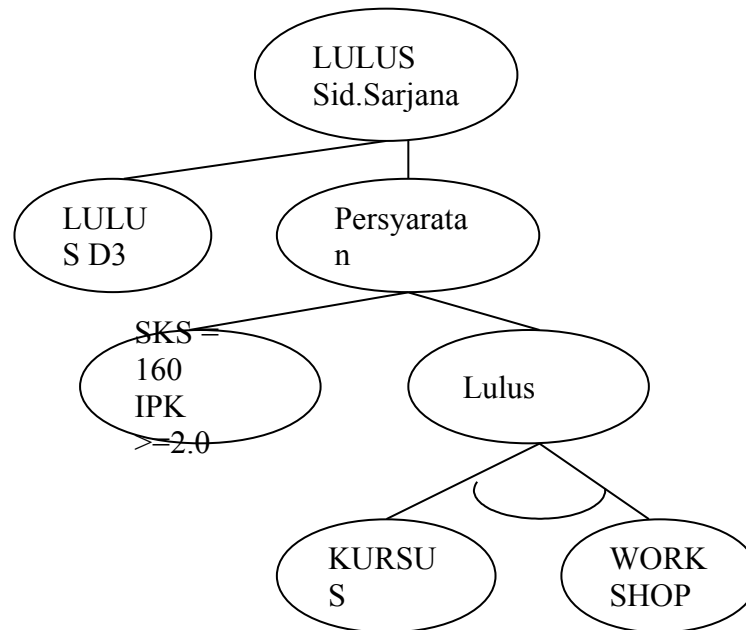 LULUS
Sid.Sarjana
LULU
S D3
Persyarata
n
SKS =
160
IPK
>=2.0
Lulus
KURSU
S
WORK
SHOP